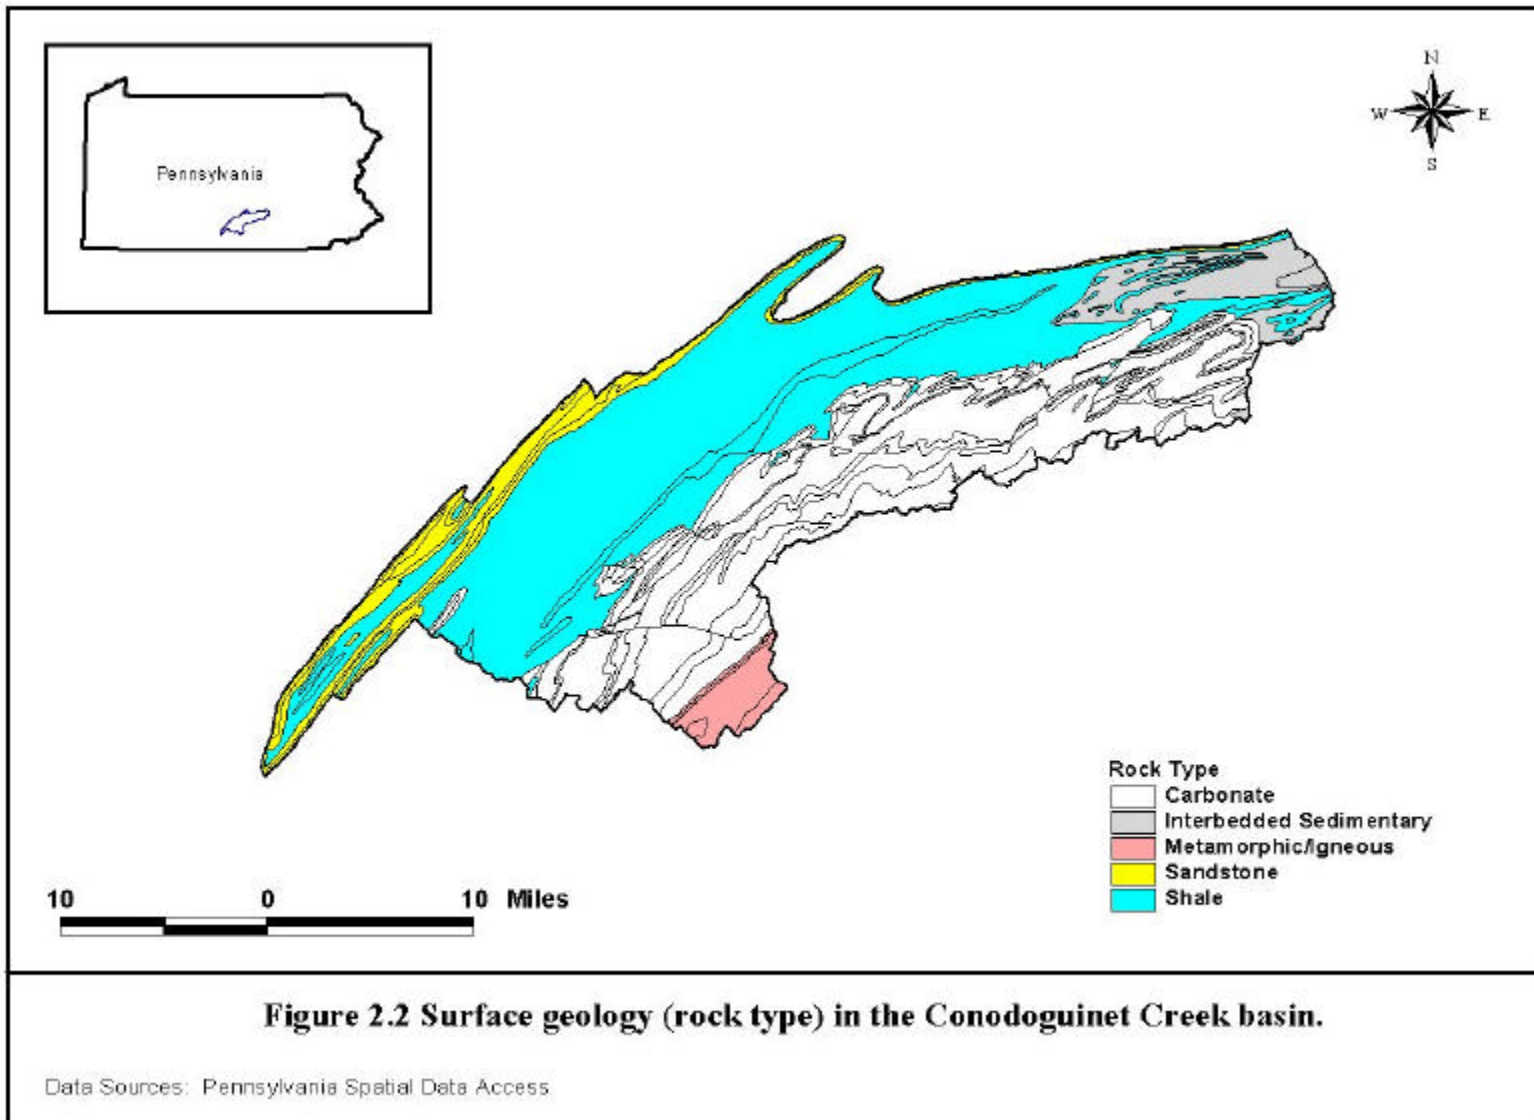 Pennsylvania
N
W E
S
Rock Type
Carbonate
Interbedded Sedimentary
Metamorphic/Igneous
Sandstone
Shale
10 0 10 Miles
Figure 2.2 Surface geology (rock type) in the Conodoguinet Creek basin.
Data Sources: Pennsylvania Spatial Data Access